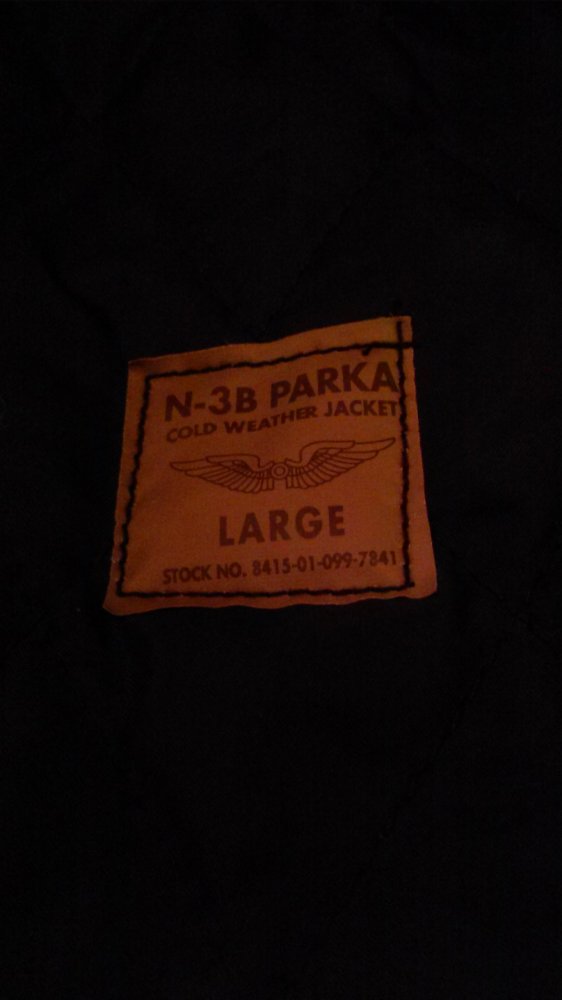 N-3B PARKA
COLD WEATHER JACKET
LARGE
STOCK NO. 8415-01-099-7841